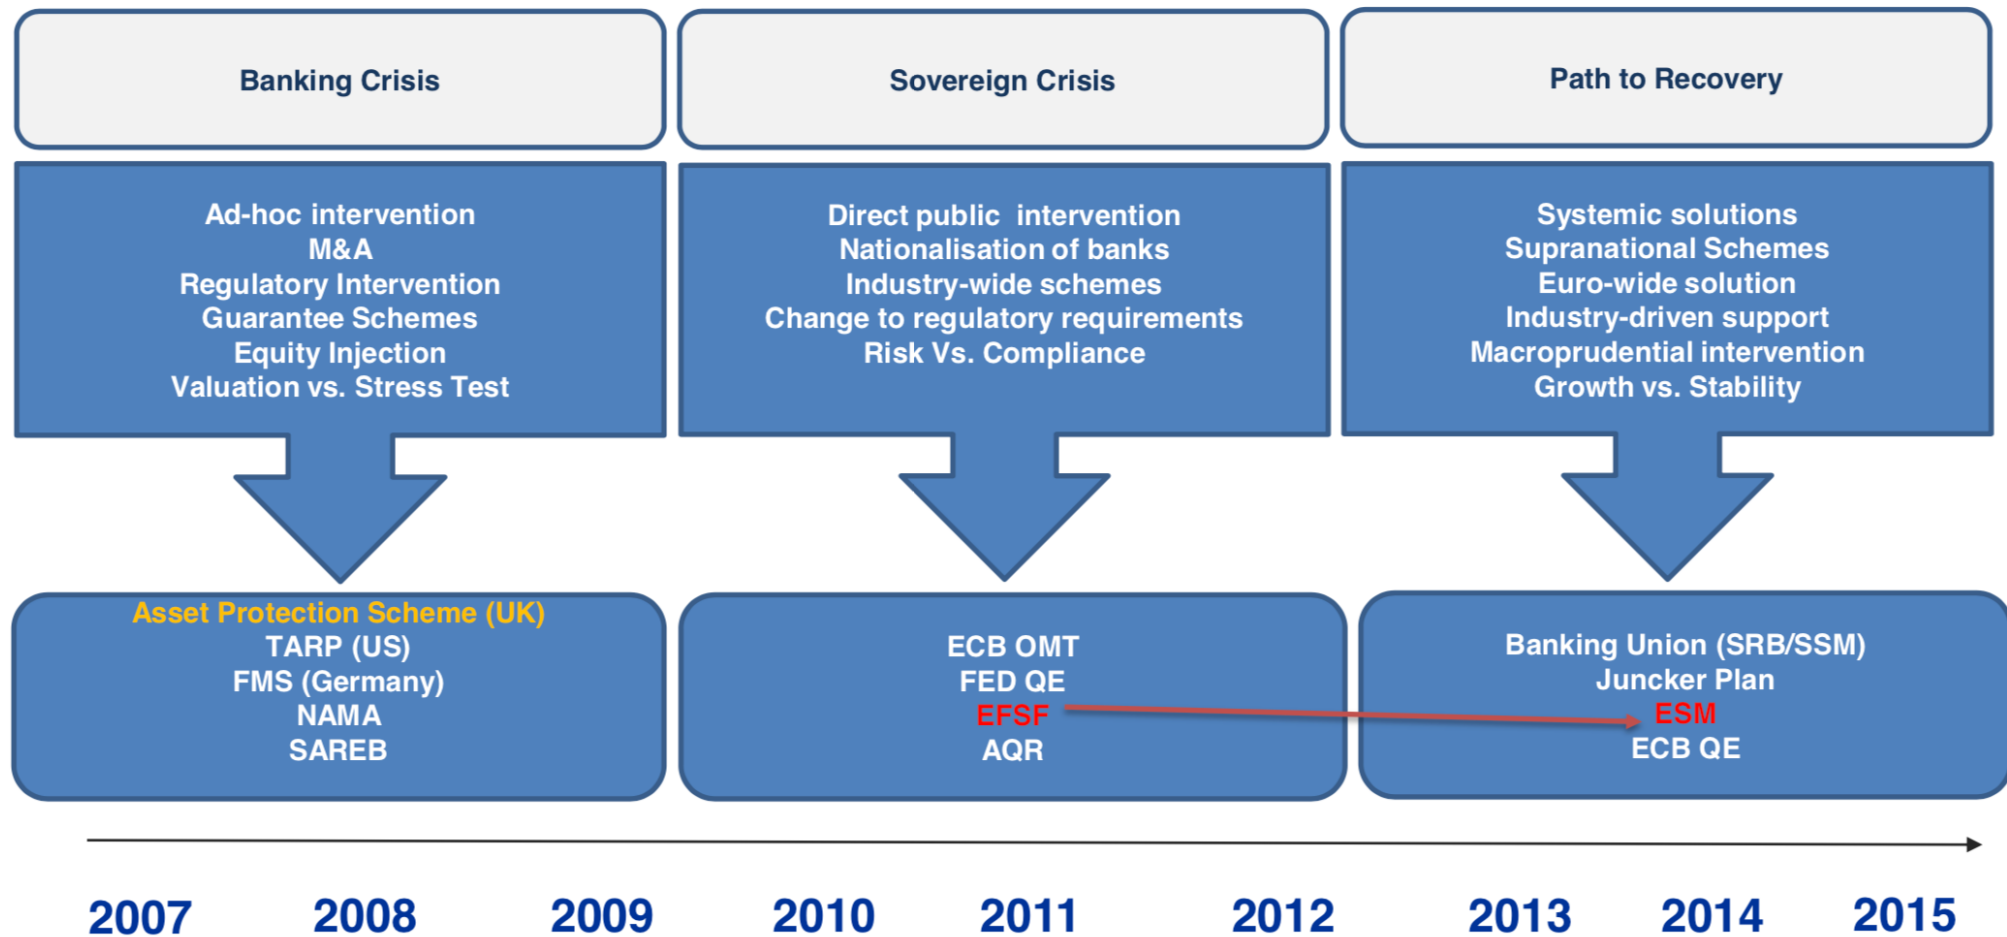 Banking Crisis
Sovereign Crisis
Path to Recovery
Ad-hoc intervention
M&A
Regulatory Intervention
Guarantee Schemes
Equity Injection
Valuation vs. Stress Test
Direct public intervention
Nationalisation of banks
Industry-wide schemes
Change to regulatory requirements
Risk Vs. Compliance
Systemic solutions
Supranational Schemes
Euro-wide solution
Industry-driven support
Macroprudential intervention
Growth vs. Stability
Asset Protection Scheme (UK)
TARP (US)
FMS (Germany)
NAMA
SAREB
ECB OMT
FED QE
EFSF
AQR
Banking Union (SRB/SSM)
Juncker Plan
ESM
ECB QE
2007 2008 2009 2010 2011 2012 2013 2014 2015